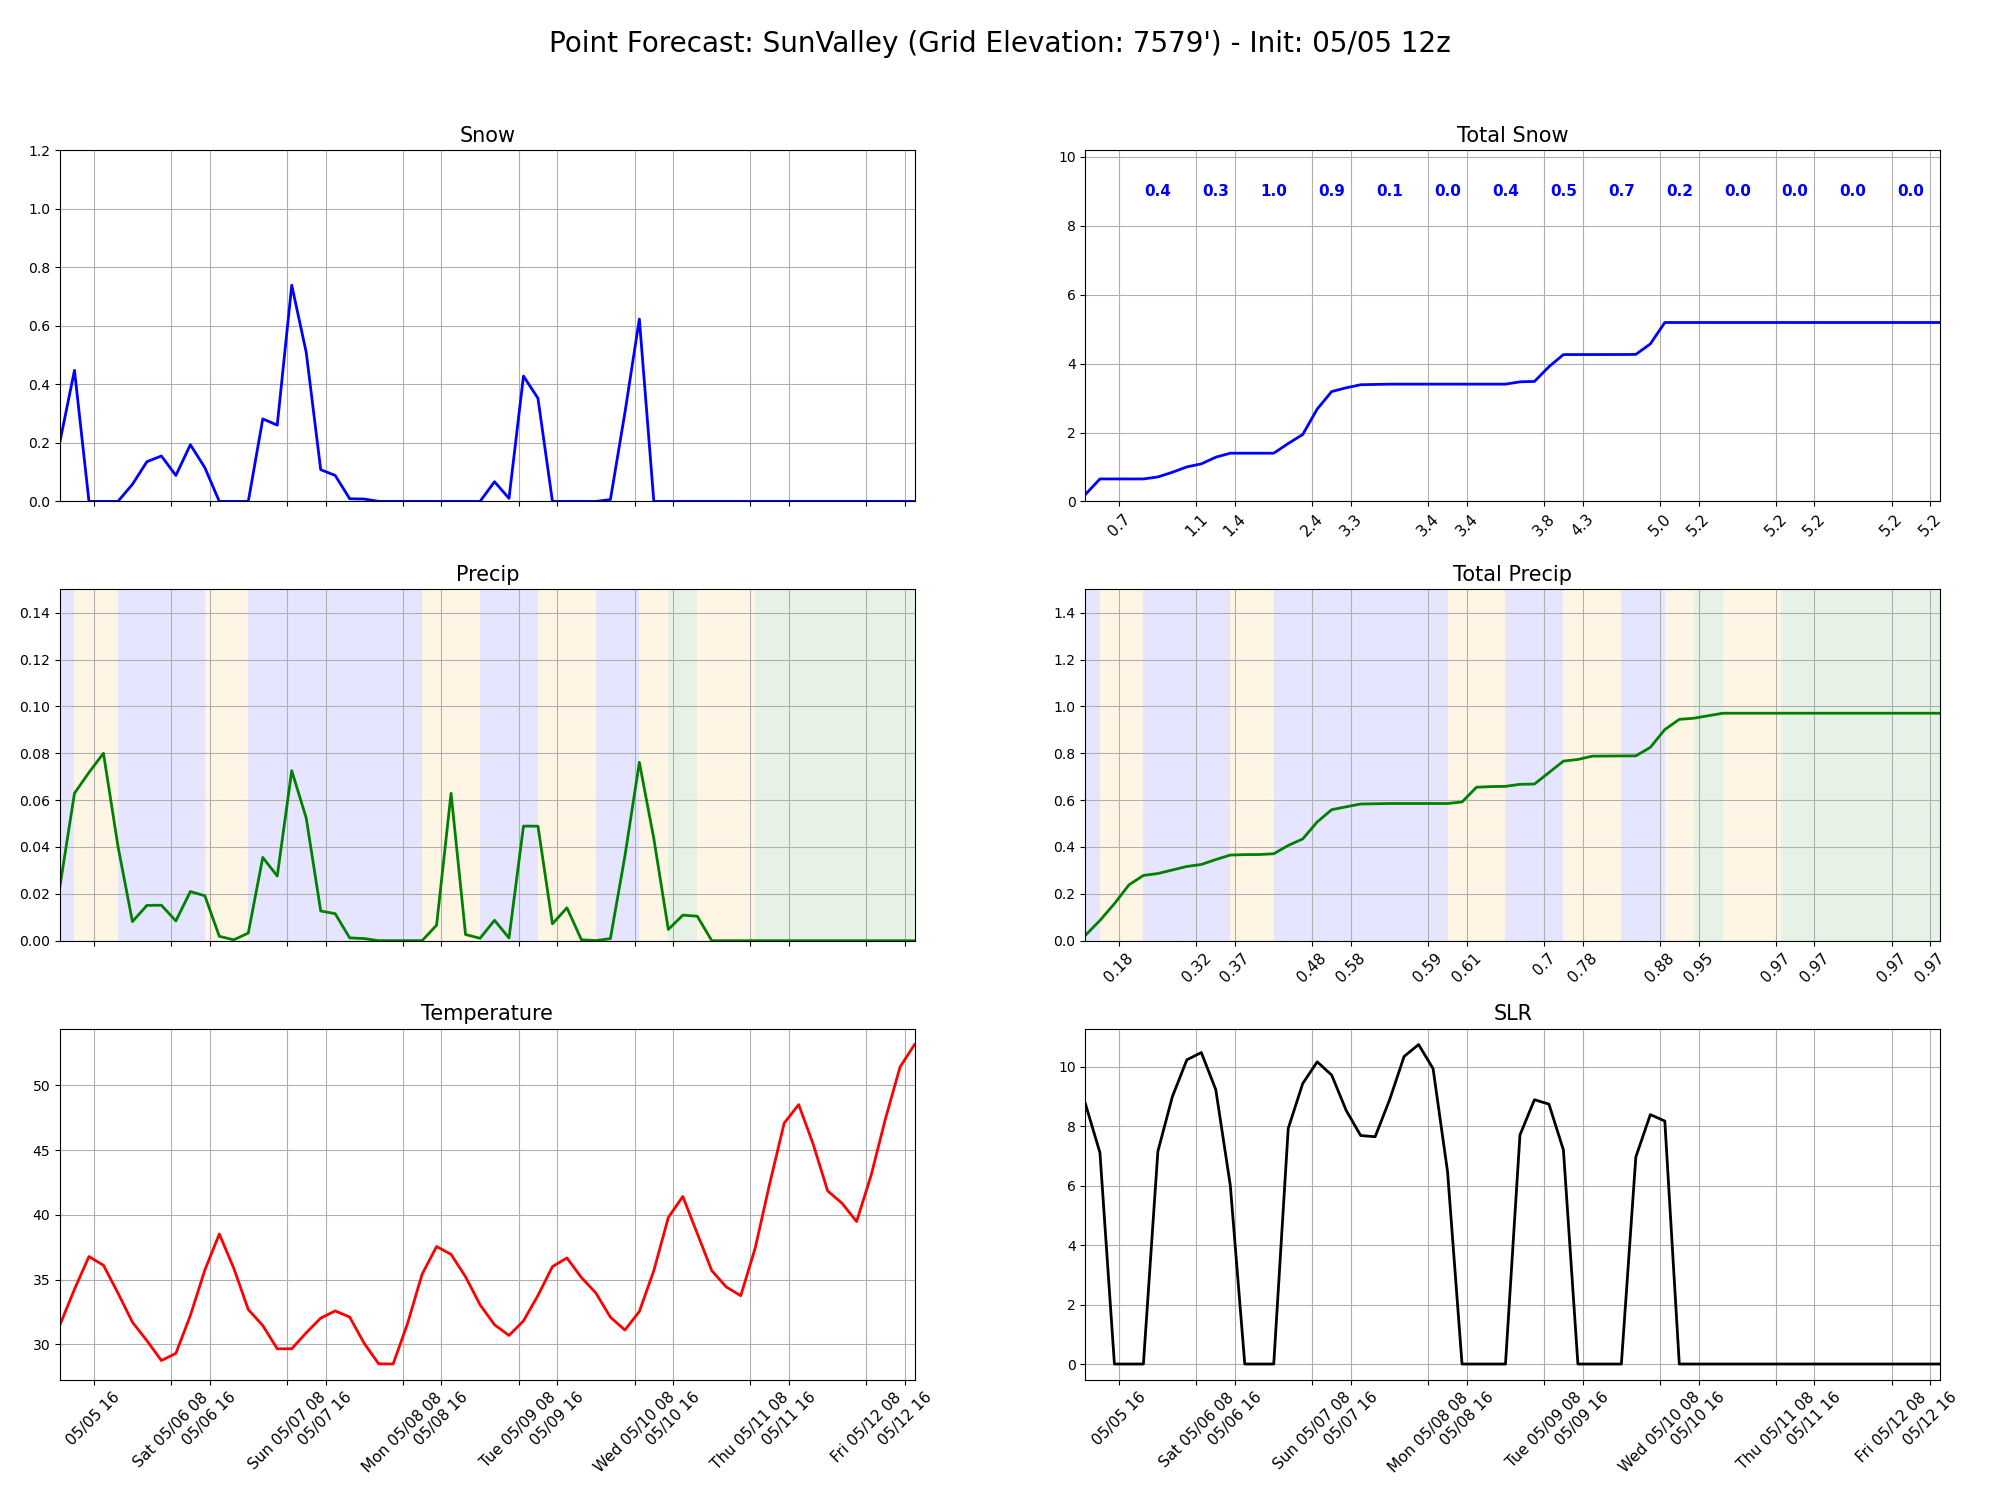 Point Forecast: SunValley (Grid Elevation: 7579') - Init: 05/05 12z
Snow
1.2
1.0
0.8
0.6
0.4
0.2
0.0
Total Snow
10
8
6
4
2
0
0.4 0.3 1.0 0.9 0.1 0.0 0.4 0.5 0.7 0.2 0.0 0.0 0.0 0.0
0.7 1.1 1.4 2.4 3.3 3.4 3.4 3.8 4.3 5.0 5.2 5.2 5.2 5.2 5.2
Precip
0.14
0.12
0.10
0.08
0.06
0.04
0.02
0.00
Total Precip
1.4
1.2
1.0
0.8
0.6
0.4
0.2
0.0
0.18 0.32 0.37 0.48 0.58 0.59 0.61 0.7 0.78 0.88 0.95 0.97 0.97 0.97 0.97
Temperature
50
45
40
35
30
05/05 16
Sat 05/06 08
05/06 16
Sun 05/07 08
05/07 16
Mon 05/08 08
05/08 16
Tue 05/09 08
05/09 16
Wed 05/10 08
05/10 16
Thu 05/11 08
05/11 16
Fri 05/12 08
05/12 16
SLR
10
8
6
4
2
0
05/05 16
Sat 05/06 08
05/06 16
Sun 05/07 08
05/07 16
Mon 05/08 08
05/08 16
Tue 05/09 08
05/09 16
Wed 05/10 08
05/10 16
Thu 05/11 08
05/11 16
Fri 05/12 08
05/12 16